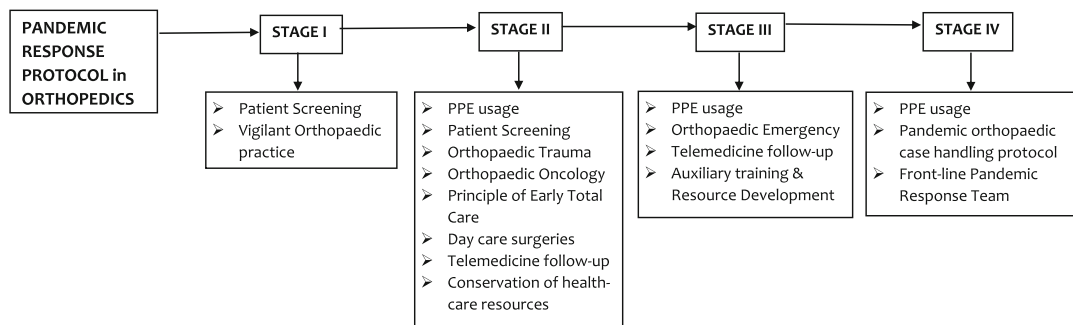 PANDEMIC
RESPONSE
PROTOCOL in
ORTHOPEDICS
STAGE I
STAGE II
STAGE III
STAGE IV
➢ Patient Screening
➢ Vigilant Orthopaedic
practice
➢ PPE usage
➢ Patient Screening
➢ Orthopaedic Trauma
➢ Orthopaedic Oncology
➢ Principle of Early Total
Care
➢ Day care surgeries
➢ Telemedicine follow-up
➢ Conservation of health-
care resources
➢ PPE usage
➢ Orthopaedic Emergency
➢ Telemedicine follow-up
➢ Auxiliary training &
Resource Development
➢ PPE usage
➢ Pandemic orthopaedic
case handling protocol
➢ Front-line Pandemic
Response Team